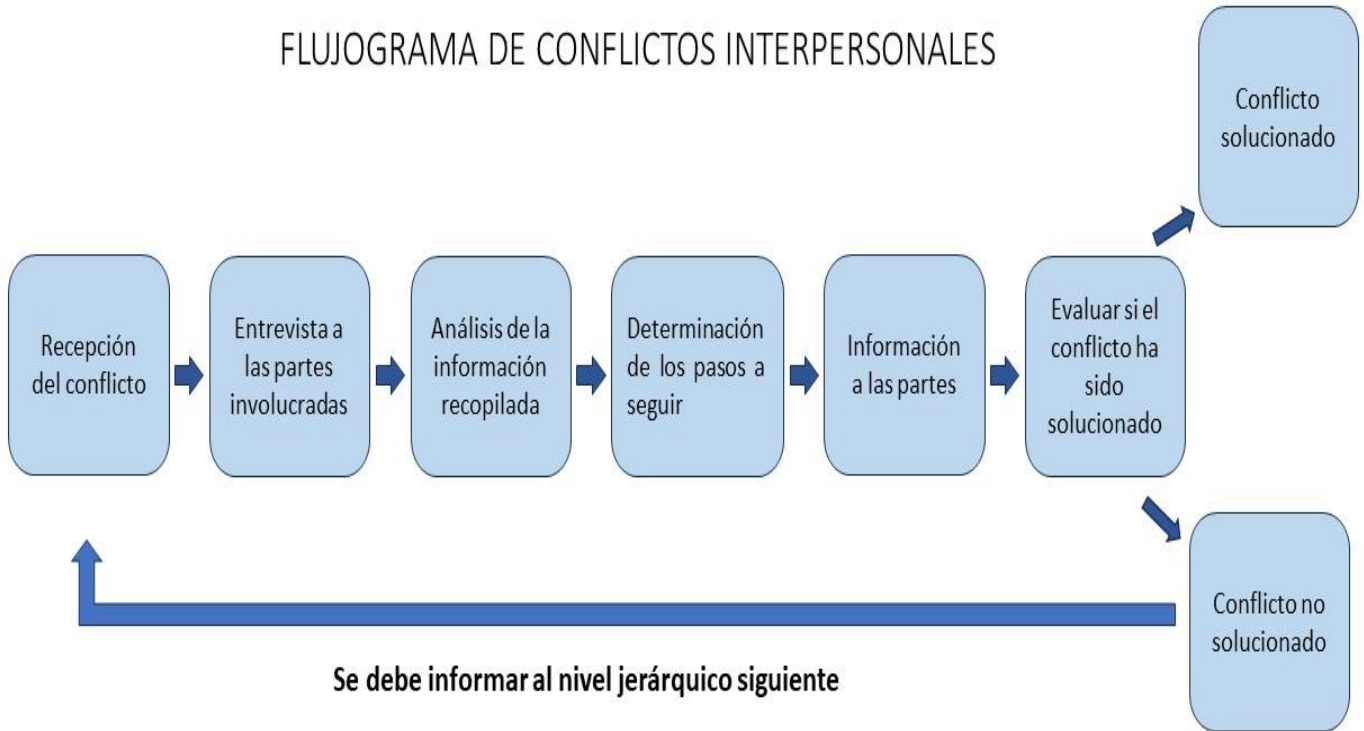 FLUJOGRAMA DE CONFLICTOS INTERPERSONALES
Conflicto
solucionado
Recepción
del conflicto
Entrevista a
las partes
involucradas
Análisis de la
información
recopilada
Determinación
de los pasos a
seguir
Información
a las partes
Evaluar si el
conflicto ha
sido
solucionado
Conflicto no
solucionado
Se debe informar al nivel jerárquico siguiente